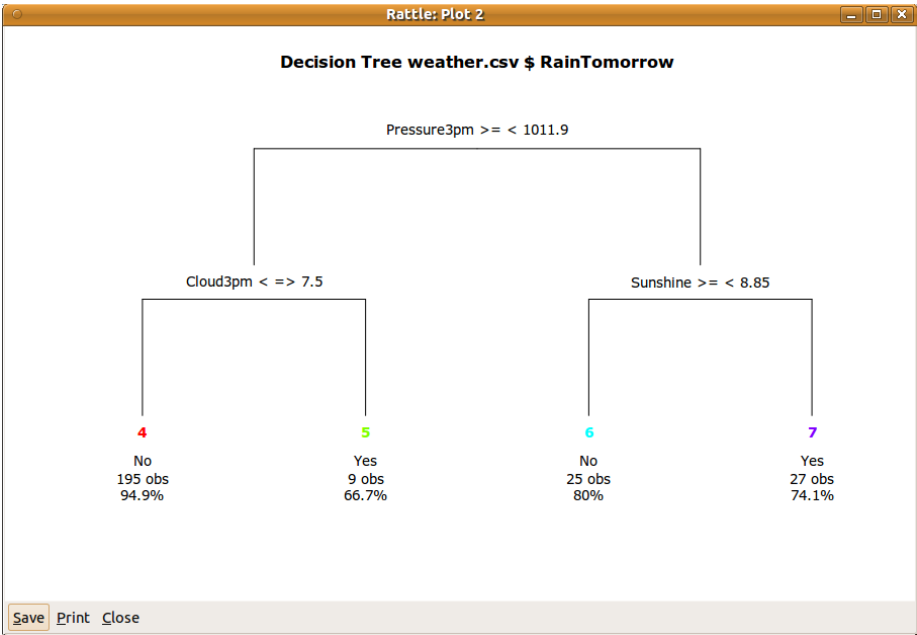 Rattle: Plot 2
Decision Tree weather.csv $ RainTomorrow
Pressure3pm >= < 1011.9
Cloud3pm < => 7.5
Sunshine >= < 8.85
4
5
6
7
No
Yes
No
Yes
195 obs
9 obs
25 obs
27 obs
94.9%
66.7%
80%
74.1%
Save Print Close